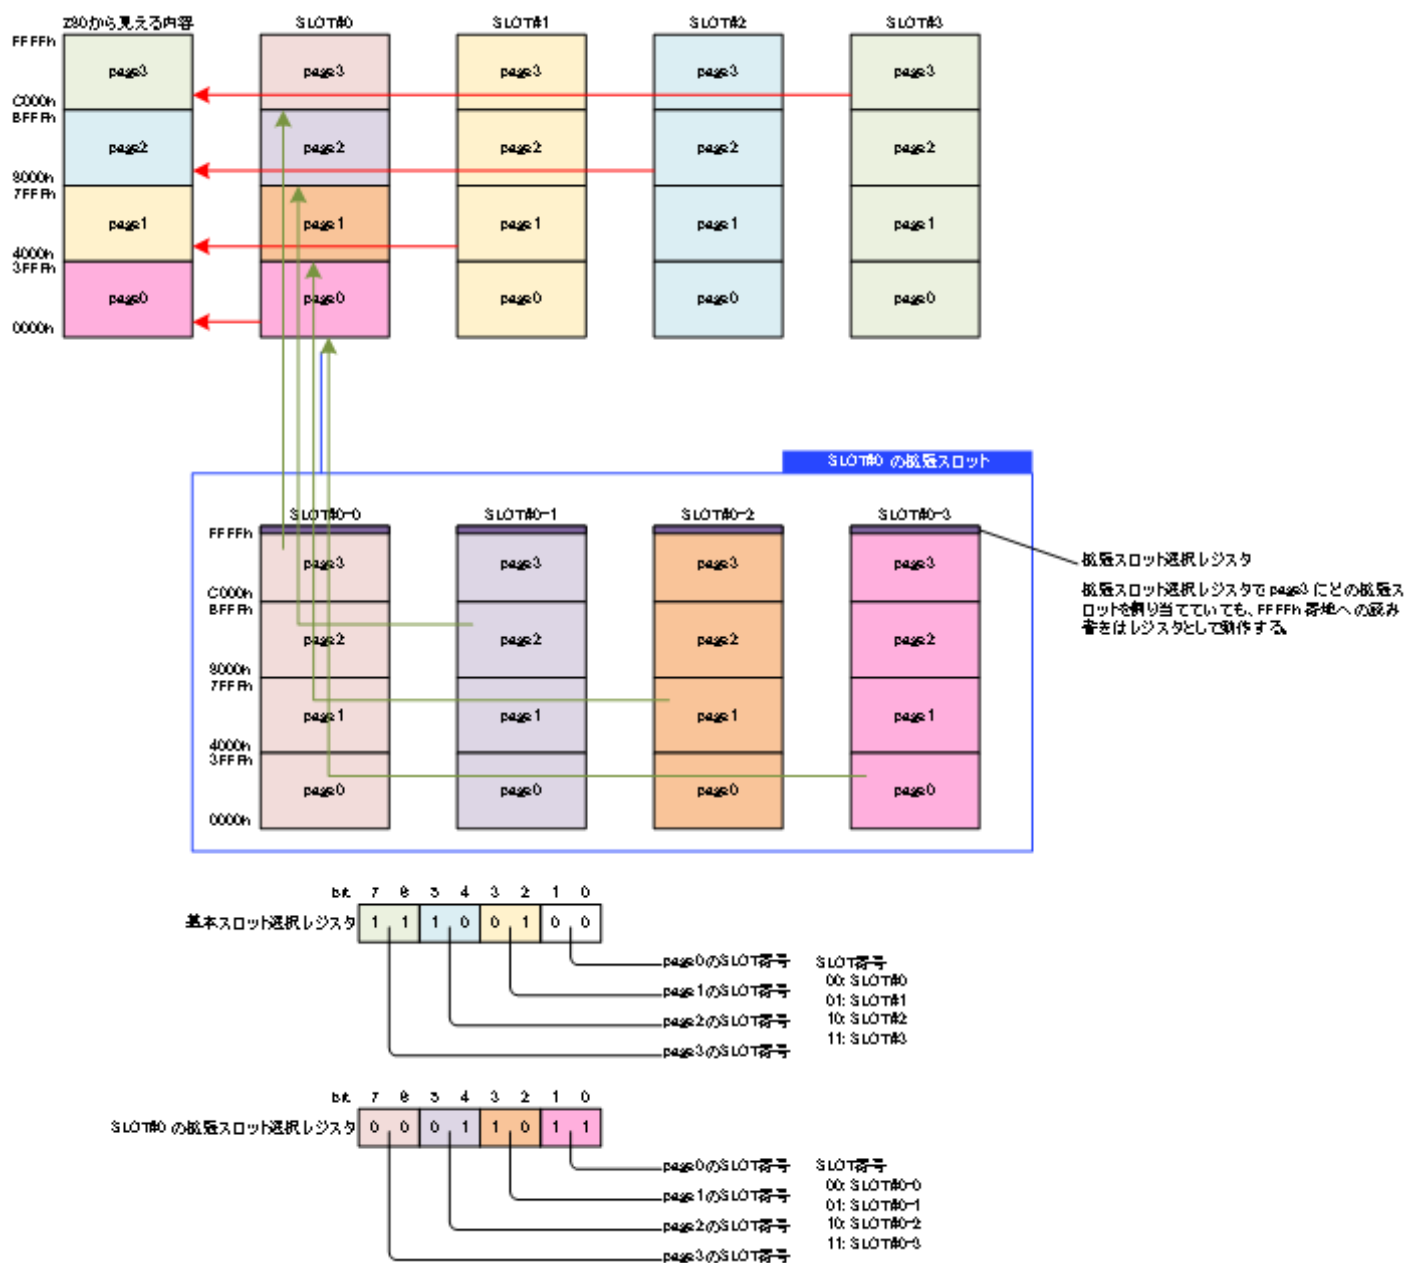 Z80から見える内容 SLOT#0 SLOT#1 SLOT#2 SLOT#3
FFFFh
page3 page3 page3 page3 page3
C000h
BFFFh
page2 page2 page2 page2 page2
8000h
7FFFh
page1 page1 page1 page1 page1
4000h
3FFFh
page0 page0 page0 page0 page0
0000h
SLOT#0 の拡張スロット
SLOT#0-0 SLOT#0-1 SLOT#0-2 SLOT#0-3
FFFFh
page3 page3 page3 page3
C000h
BFFFh
page2 page2 page2 page2
8000h
7FFFh
page1 page1 page1 page1
4000h
3FFFh
page0 page0 page0 page0
0000h
拡張スロット選択レジスタ
拡張スロット選択レジスタで page3 にどの拡張ス
ロットを割り当てていても、FFFFh 番地への読み
書きはレジスタとして動作する。
bit 7 6 5 4 3 2 1 0
基本スロット選択レジスタ 1 1 1 0 0 1 0 0
page0のSLOT番号 SLOT番号
00: SLOT#0
page1のSLOT番号
01: SLOT#1
page2のSLOT番号 10: SLOT#2
11: SLOT#3
page3のSLOT番号
bit 7 6 5 4 3 2 1 0
SLOT#0 の拡張スロット選択レジスタ 0 0 0 1 1 0 1 1
page0のSLOT番号 SLOT番号
00: SLOT#0-0
page1のSLOT番号
01: SLOT#0-1
page2のSLOT番号 10: SLOT#0-2
11: SLOT#0-3
page3のSLOT番号